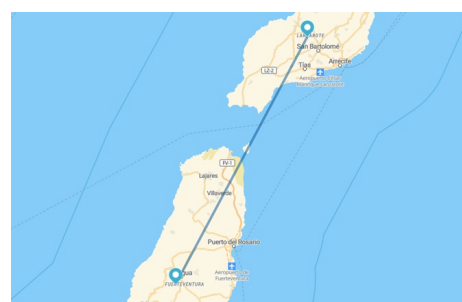 LANZAROTE
San Bartolomé
Tías
Arrecife
LZ-2
Aeropuerto César
Manrique-Lanzarote
FV-1
Lajares
Villaverde
Puerto del Rosario
Aeropuerto de
Fuerteventura
gua
FUERTEVENTURA